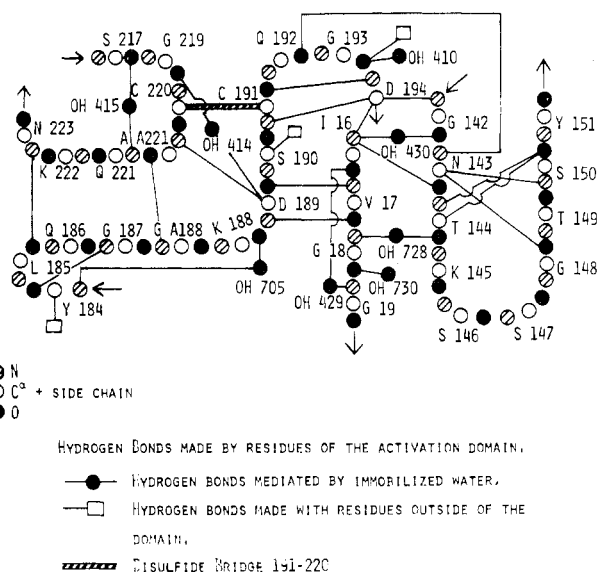 S 217 G 219
Q 192 G 193
OH 410
C 220 C 191 D 194
OH 415
I 16 G 142 Y 151
N 223 A A221 OH 414 OH 430
S 190 N 143 S 150
K 222 Q 221
D 189 V 17
Q 186 G 187 G A188 K 188 T 144 T 149
G 18 OH 728
L 185 K 145 G 148
Y 184 OH 705 OH 730
OH 429 G 19
S 146 S 147
N
Cα + SIDE CHAIN
O
HYDROGEN BONDS MADE BY RESIDUES OF THE ACTIVATION DOMAIN.
HYDROGEN BONDS MEDIATED BY IMMOBILIZED WATER.
HYDROGEN BONDS MADE WITH RESIDUES OUTSIDE OF THE
DOMAIN.
DISULFIDE BRIDGE 191-220